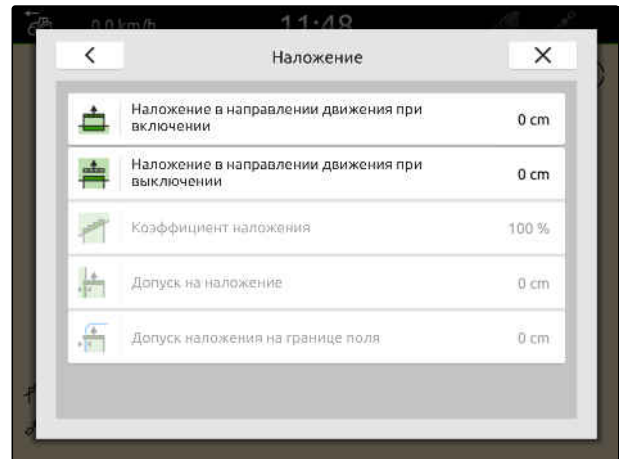 0.0 km/h 11:48
Наложение
Наложение в направлении движения при
включении
0 cm
Наложение в направлении движения при
выключении
0 cm
Коэффициент наложения 100 %
Допуск на наложение 0 cm
Допуск наложения на границе поля 0 cm